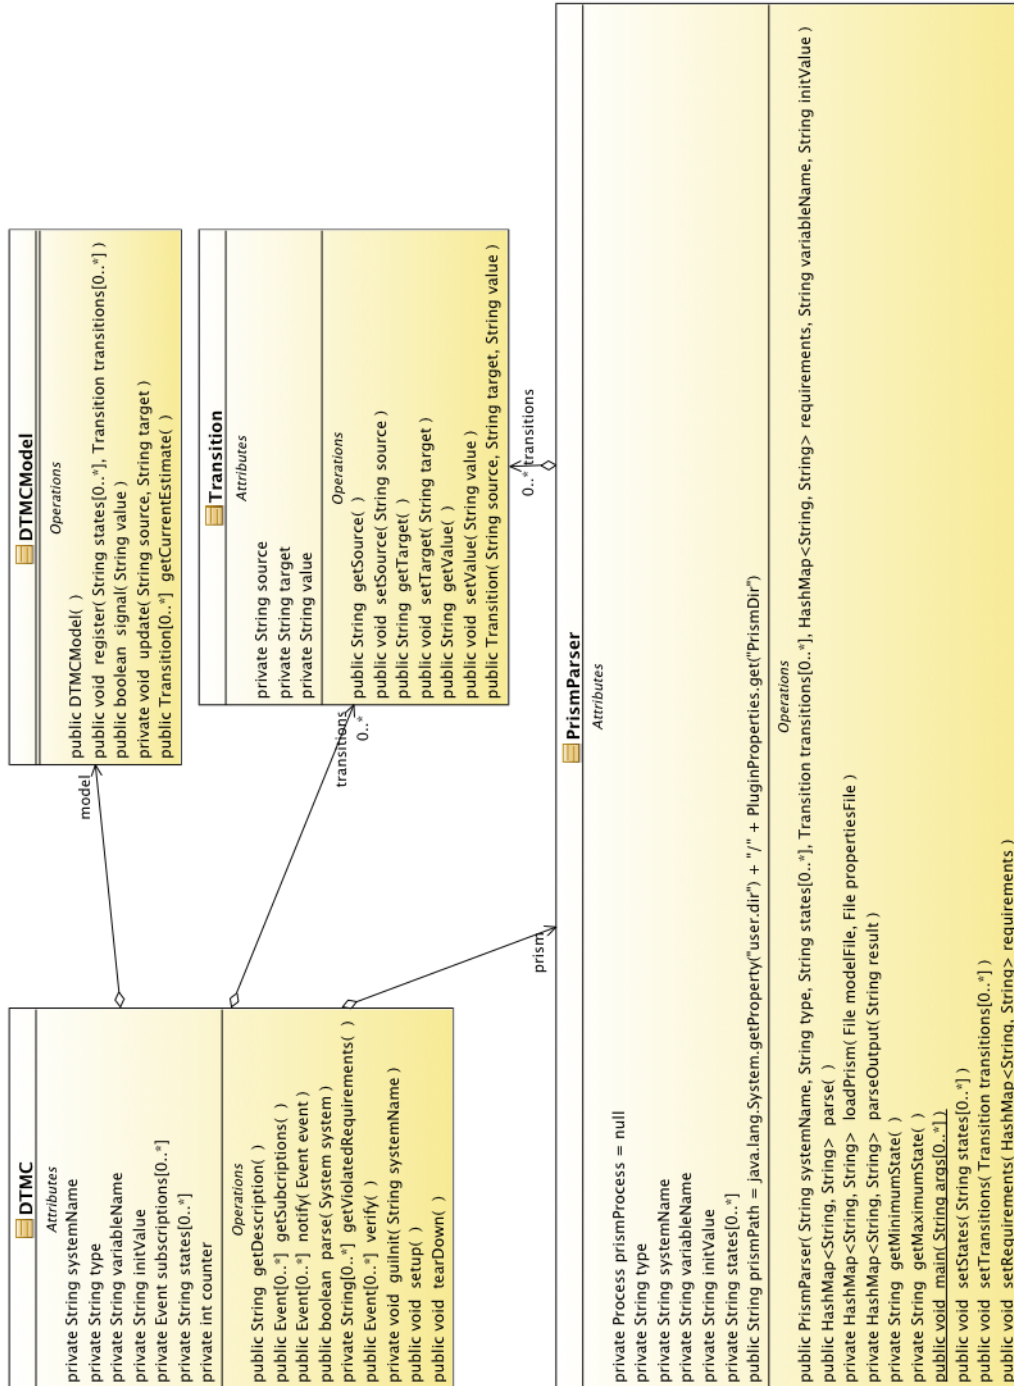 DTMC
Attributes
private String systemName
private String type
private String variableName
private String initValue
private Event subscriptions[0..*]
private String states[0..*]
private int counter
Operations
public String getDescription( )
public Event[0..*] getSubcriptions( )
public Event[0..*] notify( Event event )
public boolean parse( System system )
private String[0..*] getViolatedRequirements( )
public Event[0..*] verify( )
private void guiInit( String systemName )
public void setup( )
public void tearDown( )
model
transitions
0..*
prism
DTMCModel
Operations
public DTMCModel( )
public void register( String states[0..*], Transition transitions[0..*] )
public boolean signal( String value )
private void update( String source, String target )
public Transition[0..*] getCurrentEstimate( )
Transition
Attributes
private String source
private String target
private String value
Operations
public String getSource( )
public void setSource( String source )
public String getTarget( )
public void setTarget( String target )
public String getValue( )
public void setValue( String value )
public Transition( String source, String target, String value )
0..* transitions
PrismParser
Attributes
private Process prismProcess = null
private String type
private String systemName
private String variableName
private String initValue
private String states[0..*]
public String prismPath = java.lang.System.getProperty("user.dir") + "/" + PluginProperties.get("PrismDir")
Operations
public PrismParser( String systemName, String type, String states[0..*], Transition transitions[0..*], HashMap<String, String> requirements, String variableName, String initValue )
public HashMap<String, String> parse( )
private HashMap<String, String> loadPrism( File modelFile, File propertiesFile )
private HashMap<String, String> parseOutput( String result )
private String getMinimumState( )
private String getMaximumState( )
public void main( String args[0..*] )
public void setStates( String states[0..*] )
public void setTransitions( Transition transitions[0..*] )
public void setRequirements( HashMap<String, String> requirements )